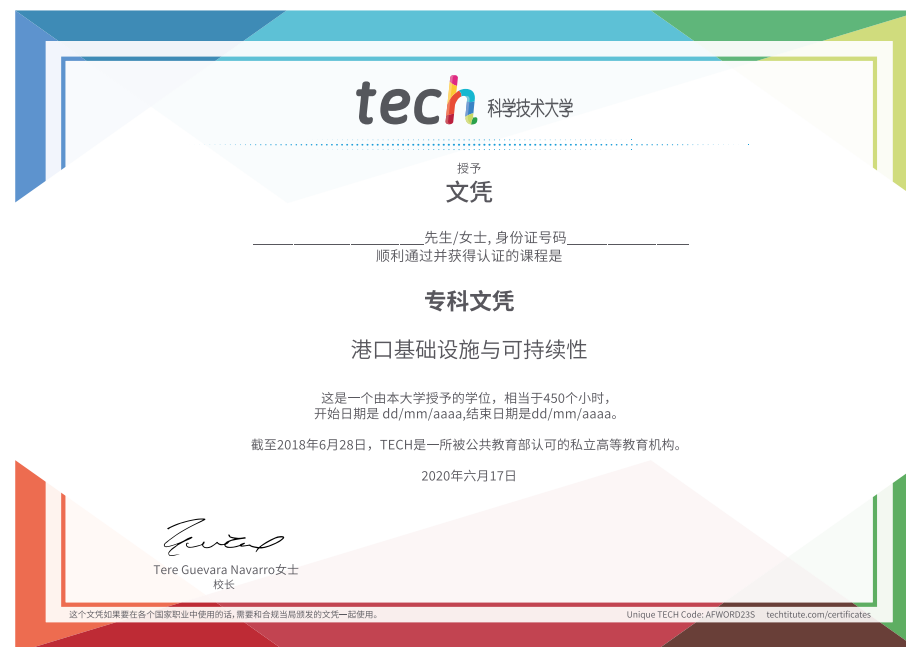 tech 科学技术大学
授予
文凭
______________________先生/女士, 身份证号码________________
顺利通过并获得认证的课程是
专科文凭
港口基础设施与可持续性
这是一个由本大学授予的学位，相当于450个小时，
开始日期是 dd/mm/aaaa,结束日期是dd/mm/aaaa。
截至2018年6月28日，TECH是一所被公共教育部认可的私立高等教育机构。
2020年六月17日
Tere Guevara Navarro女士
校长
这个文凭如果要在各个国家职业中使用的话,需要和合规当局颁发的文凭一起使用。
Unique TECH Code: AFWORD23S techtitute.com/certificates